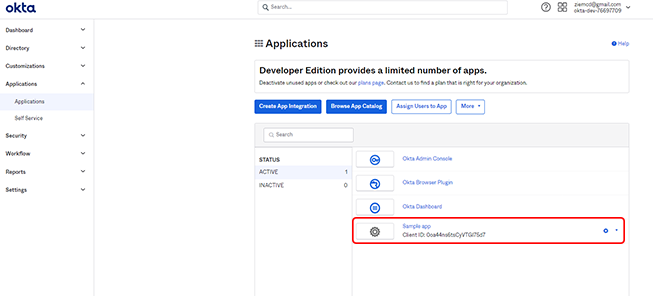 okta
Search...
ziemcd@gmail.com
okta-dev-76697709
Dashboard
Directory
Customizations
Applications
Applications
Self Service
Security
Workflow
Reports
Settings
Applications
Help
Developer Edition provides a limited number of apps.
Deactivate unused apps or check out our plans page. Contact us to find a plan that is right for your organization.
Create App Integration
Browse App Catalog
Assign Users to App
More
Search
STATUS
ACTIVE 1
INACTIVE 0
Okta Admin Console
Okta Browser Plugin
Okta Dashboard
Sample app
Client ID: